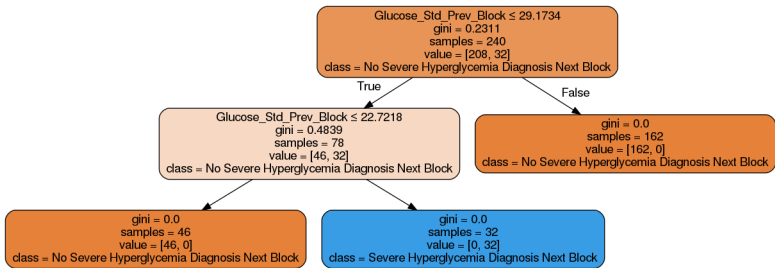 Glucose_Std_Prev_Block ≤ 29.1734
gini = 0.2311
samples = 240
value = [208, 32]
class = No Severe Hyperglycemia Diagnosis Next Block
True
False
Glucose_Std_Prev_Block ≤ 22.7218
gini = 0.4839
samples = 78
value = [46, 32]
class = No Severe Hyperglycemia Diagnosis Next Block
gini = 0.0
samples = 162
value = [162, 0]
class = No Severe Hyperglycemia Diagnosis Next Block
gini = 0.0
samples = 46
value = [46, 0]
class = No Severe Hyperglycemia Diagnosis Next Block
gini = 0.0
samples = 32
value = [0, 32]
class = Severe Hyperglycemia Diagnosis Next Block